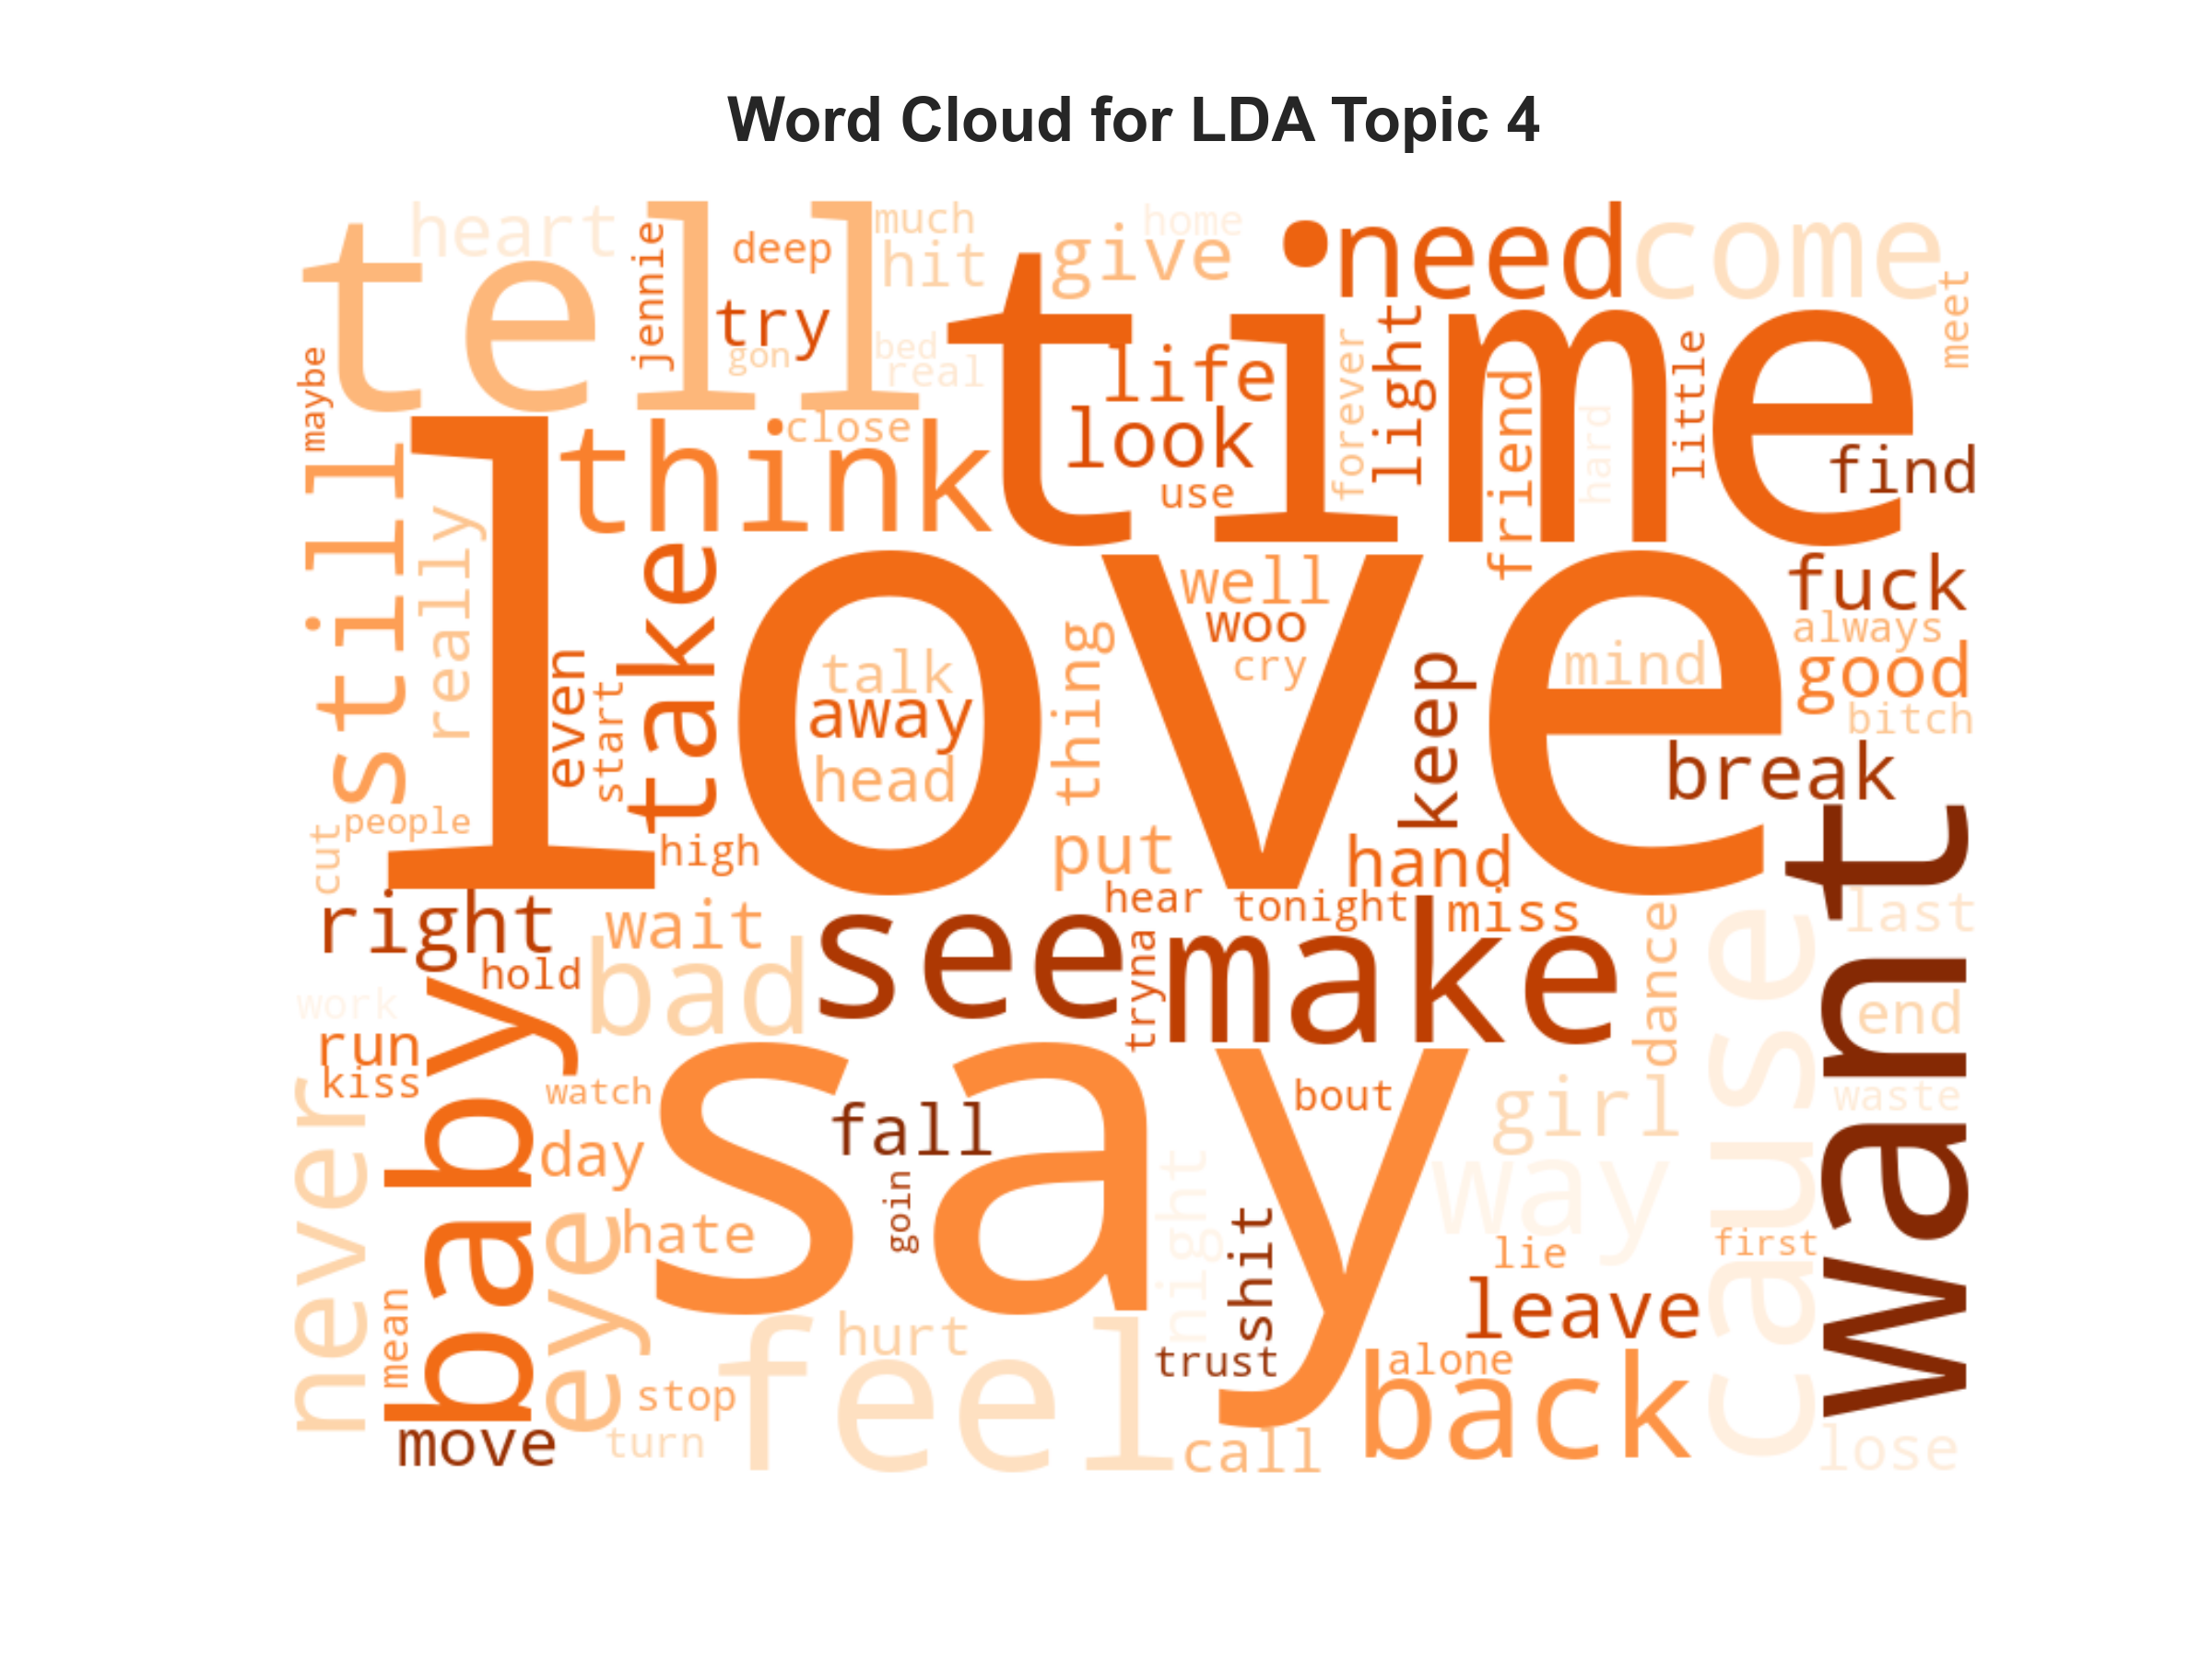 Word Cloud for LDA Topic 4
heart
much
home
need
come
tell
jennie
deep
hit
give
time
meet
try
gon
bed
real
life
forever
light
friend
hard
little
maybe
close
look
use
find
still
think
really
take
love
well
woo
cry
fuck
always
good
bitch
even
start
talk
away
head
thing
keep
mind
break
cut
people
high
put
hand
want
right
wait
hear
tonight
miss
last
hold
bad
see
tryna
make
dance
cause
end
work
run
kiss
baby
watch
say
bout
girl
waste
never
day
fall
night
way
eye
hate
goin
shit
lie
first
mean
hurt
leave
stop
feel
trust
alone
back
move
turn
call
lose